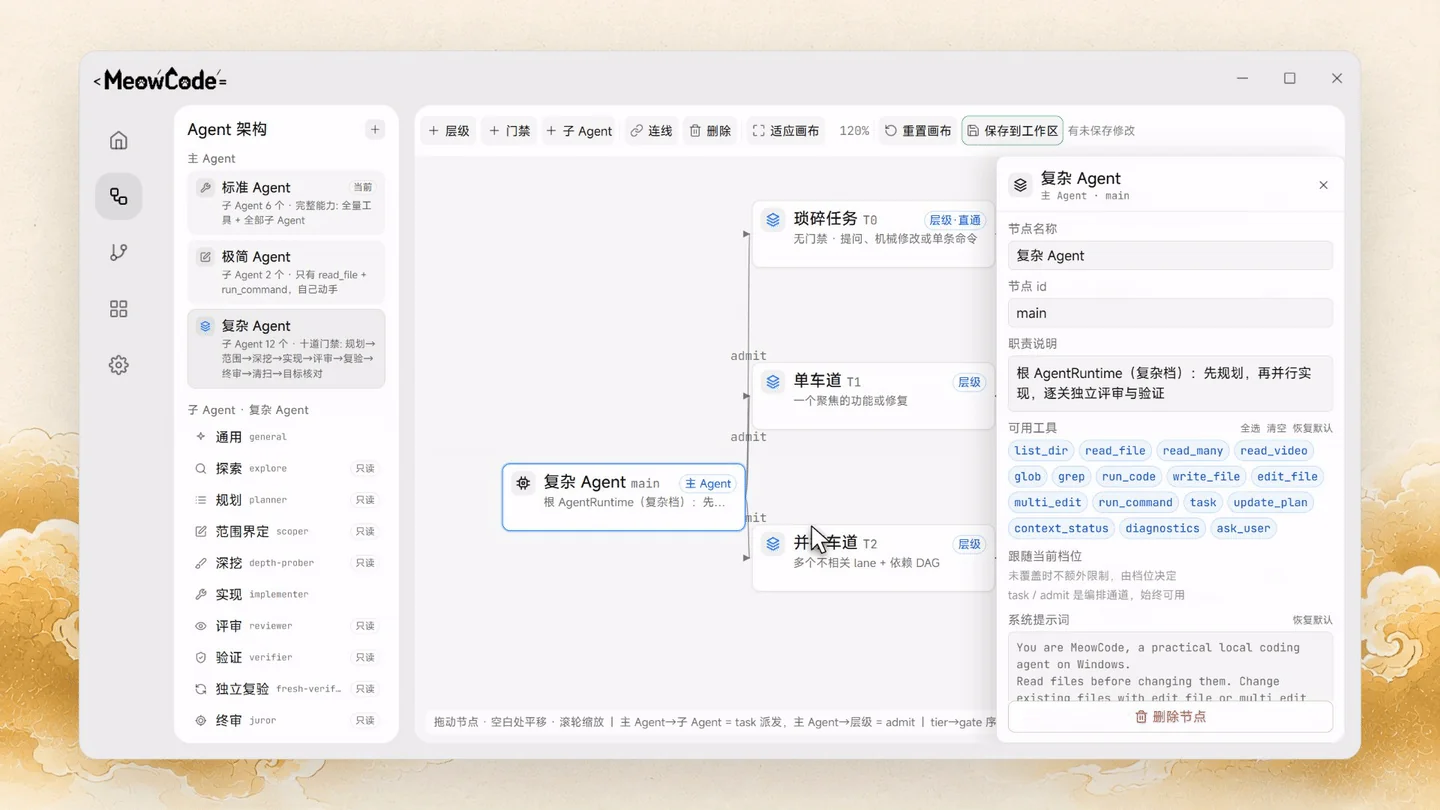 <MeowCode=
Agent 架构
主 Agent
标准 Agent 当前
子 Agent 6 个 · 完整能力: 全量工
具 + 全部子 Agent
极简 Agent
子 Agent 2 个 · 只有 read_file +
run_command，自己动手
复杂 Agent
子 Agent 12 个 · 十道门禁: 规划→
范围→深挖→实现→评审→复验→
终审→清扫→目标核对
子 Agent · 复杂 Agent
通用 general
探索 explore 只读
规划 planner 只读
范围界定 scoper 只读
深挖 depth-prober 只读
实现 implementer
评审 reviewer 只读
验证 verifier 只读
独立复验 fresh-verif… 只读
终审 juror 只读
+ 层级 + 门禁 + 子 Agent 连线 删除 适应画布 120% 重置画布 保存到工作区 有未保存修改
琐碎任务 T0 层级·直通
无门禁 · 提问、机械修改或单条命令
admit
单车道 T1 层级
一个聚焦的功能或修复
admit
复杂 Agent main 主 Agent
根 AgentRuntime（复杂档）: 先…
mit
并 车道 T2 层级
多个不相关 lane + 依赖 DAG
拖动节点 · 空白处平移 · 滚轮缩放 | 主 Agent→子 Agent = task 派发，主 Agent→层级 = admit | tier→gate 序
复杂 Agent
主 Agent · main
节点名称
复杂 Agent
节点 id
main
职责说明
根 AgentRuntime（复杂档）: 先规划，再并行实
现，逐关独立评审与验证
可用工具 全选 清空 恢复默认
list_dir read_file read_many read_video
glob grep run_code write_file edit_file
multi_edit run_command task update_plan
context_status diagnostics ask_user
跟随当前档位
未覆盖时不额外限制，由档位决定
task / admit 是编排通道，始终可用
系统提示词 恢复默认
You are MeowCode, a practical local coding
agent on Windows.
Read files before changing them. Change
existing files with edit_file or multi_edit
删除节点